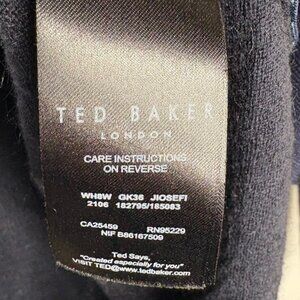 TED BAKER
LONDON
CARE INSTRUCTIONS
ON REVERSE
WH8W GK36 JIOSEFI
2106 182795/185083
CA25459 RN95229
NIF B86167509
Ted Says,
"Created especially for you"
VISIT TED@www.tedbaker.com